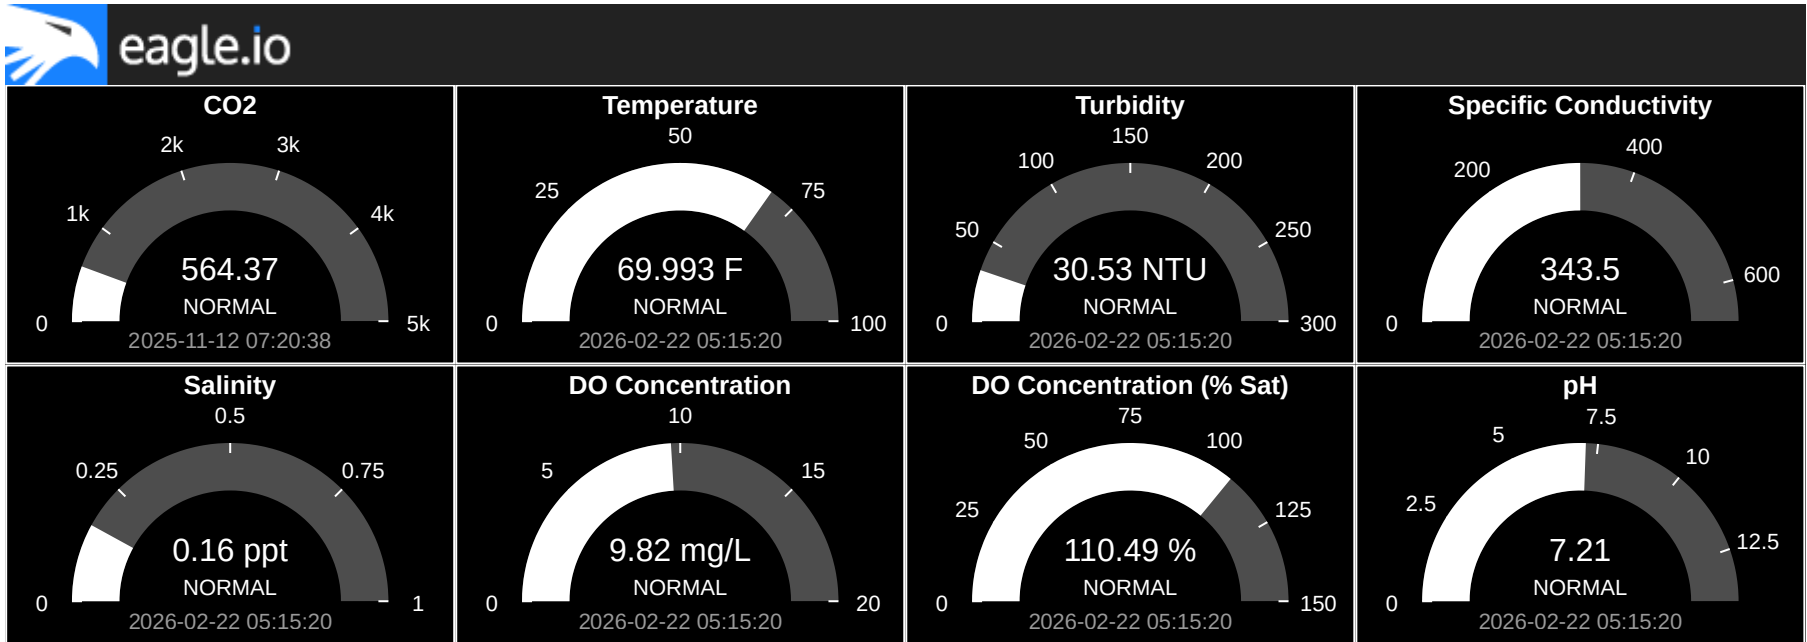 eagle.io
CO2
0
1k
2k
3k
4k
5k
564.37
NORMAL
2025-11-12 07:20:38
Temperature
0
25
50
75
100
69.993 F
NORMAL
2026-02-22 05:15:20
Turbidity
0
50
100
150
200
250
300
30.53 NTU
NORMAL
2026-02-22 05:15:20
Specific Conductivity
0
200
400
600
343.5
NORMAL
2026-02-22 05:15:20
Salinity
0
0.25
0.5
0.75
1
0.16 ppt
NORMAL
2026-02-22 05:15:20
DO Concentration
0
5
10
15
20
9.82 mg/L
NORMAL
2026-02-22 05:15:20
DO Concentration (% Sat)
0
25
50
75
100
125
150
110.49 %
NORMAL
2026-02-22 05:15:20
pH
0
2.5
5
7.5
10
12.5
7.21
NORMAL
2026-02-22 05:15:20